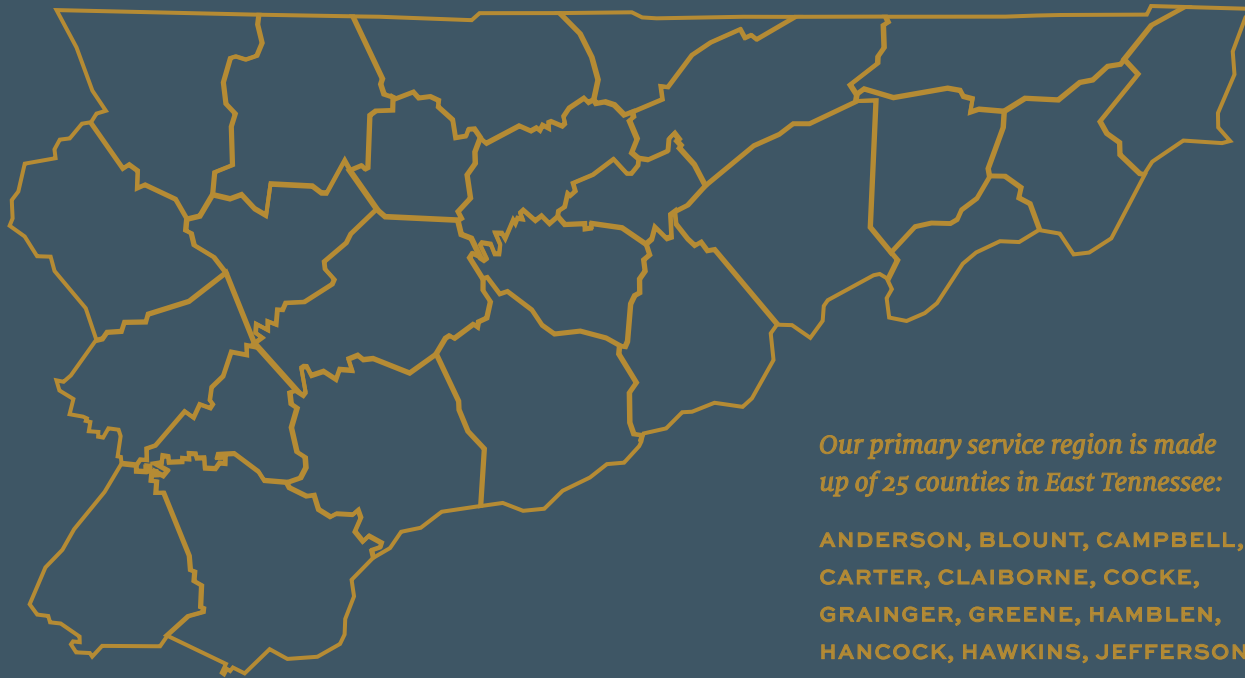 Our primary service region is made
up of 25 counties in East Tennessee:
ANDERSON, BLOUNT, CAMPBELL,
CARTER, CLAIBORNE, COCKE,
GRAINGER, GREENE, HAMBLEN,
HANCOCK, HAWKINS, JEFFERSON